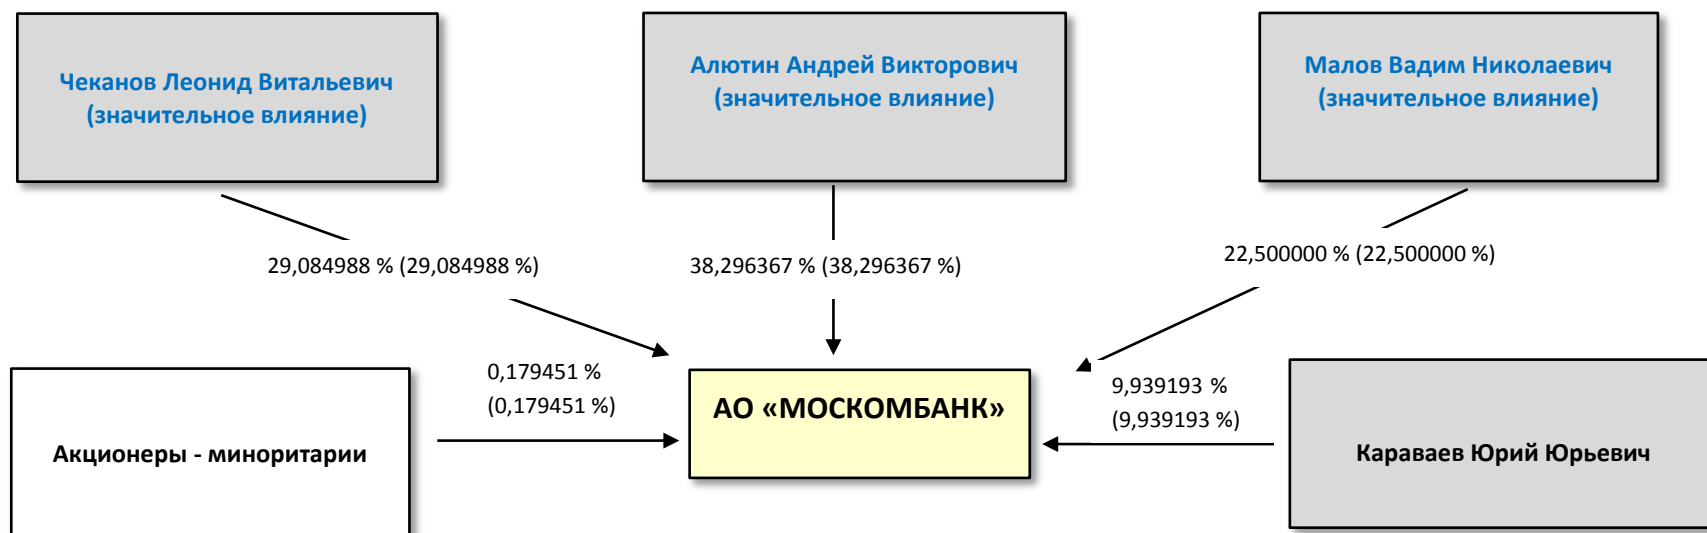 Чеканов Леонид Витальевич
(значительное влияние)
Алютин Андрей Викторович
(значительное влияние)
Малов Вадим Николаевич
(значительное влияние)
29,084988 % (29,084988 %)
38,296367 % (38,296367 %)
22,500000 % (22,500000 %)
Акционеры - миноритарии
0,179451 %
(0,179451 %)
АО «МОСКОМБАНК»
9,939193 %
(9,939193 %)
Караваев Юрий Юрьевич